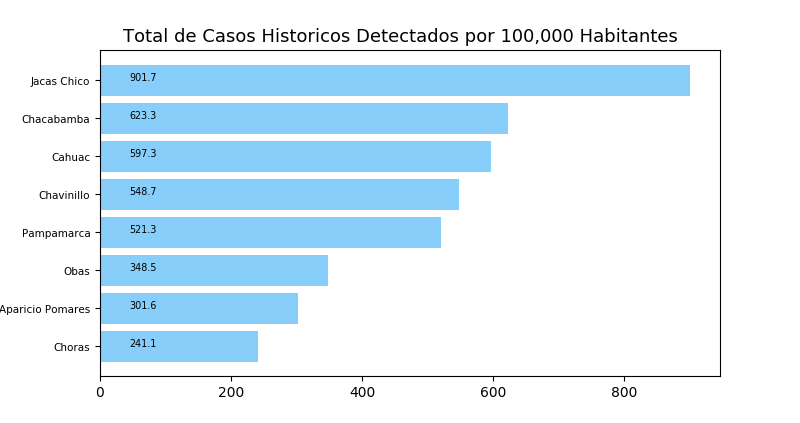 Total de Casos Historicos Detectados por 100,000 Habitantes
Jacas Chico 901.7
Chacabamba 623.3
Cahuac 597.3
Chavinillo 548.7
Pampamarca 521.3
Obas 348.5
Aparicio Pomares 301.6
Choras 241.1
0 200 400 600 800